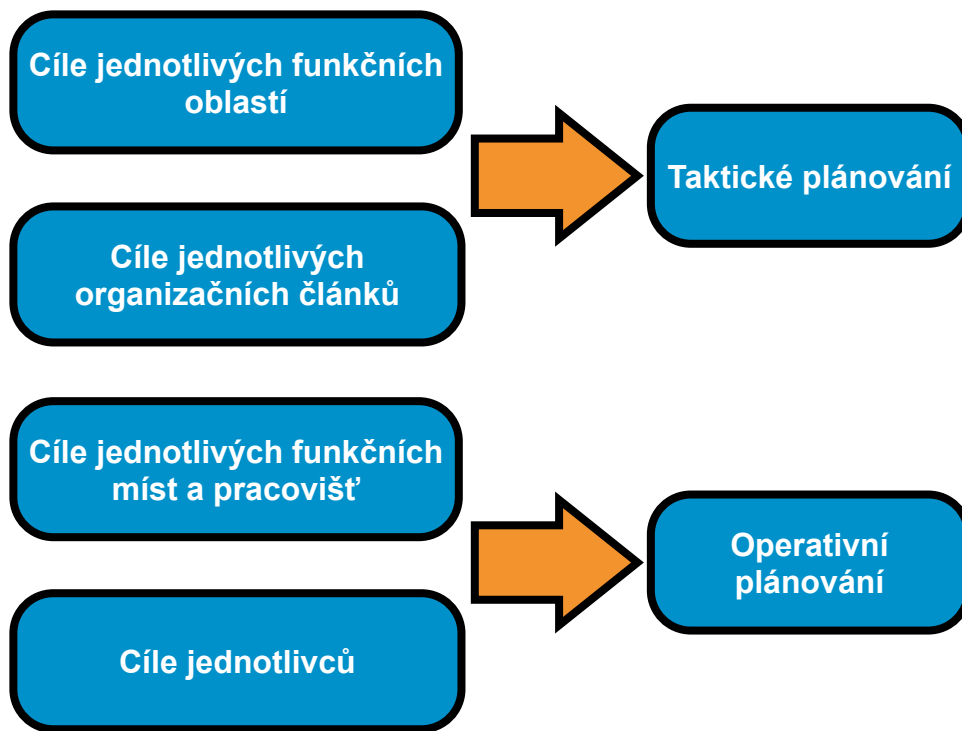 Cíle jednotlivých funkčních
oblastí
Taktické plánování
Cíle jednotlivých
organizačních článků
Cíle jednotlivých funkčních
míst a pracovišť
Operativní
plánování
Cíle jednotlivců